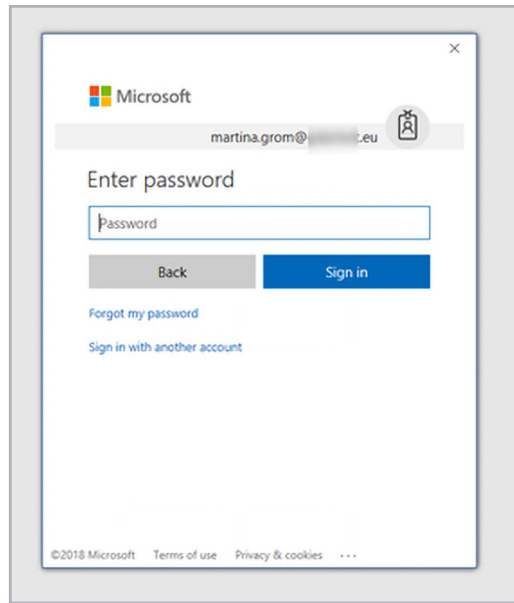 Microsoft
martina.grom@ .eu
Enter password
Password
Back Sign in
Forgot my password
Sign in with another account
©2018 Microsoft Terms of use Privacy & cookies ...